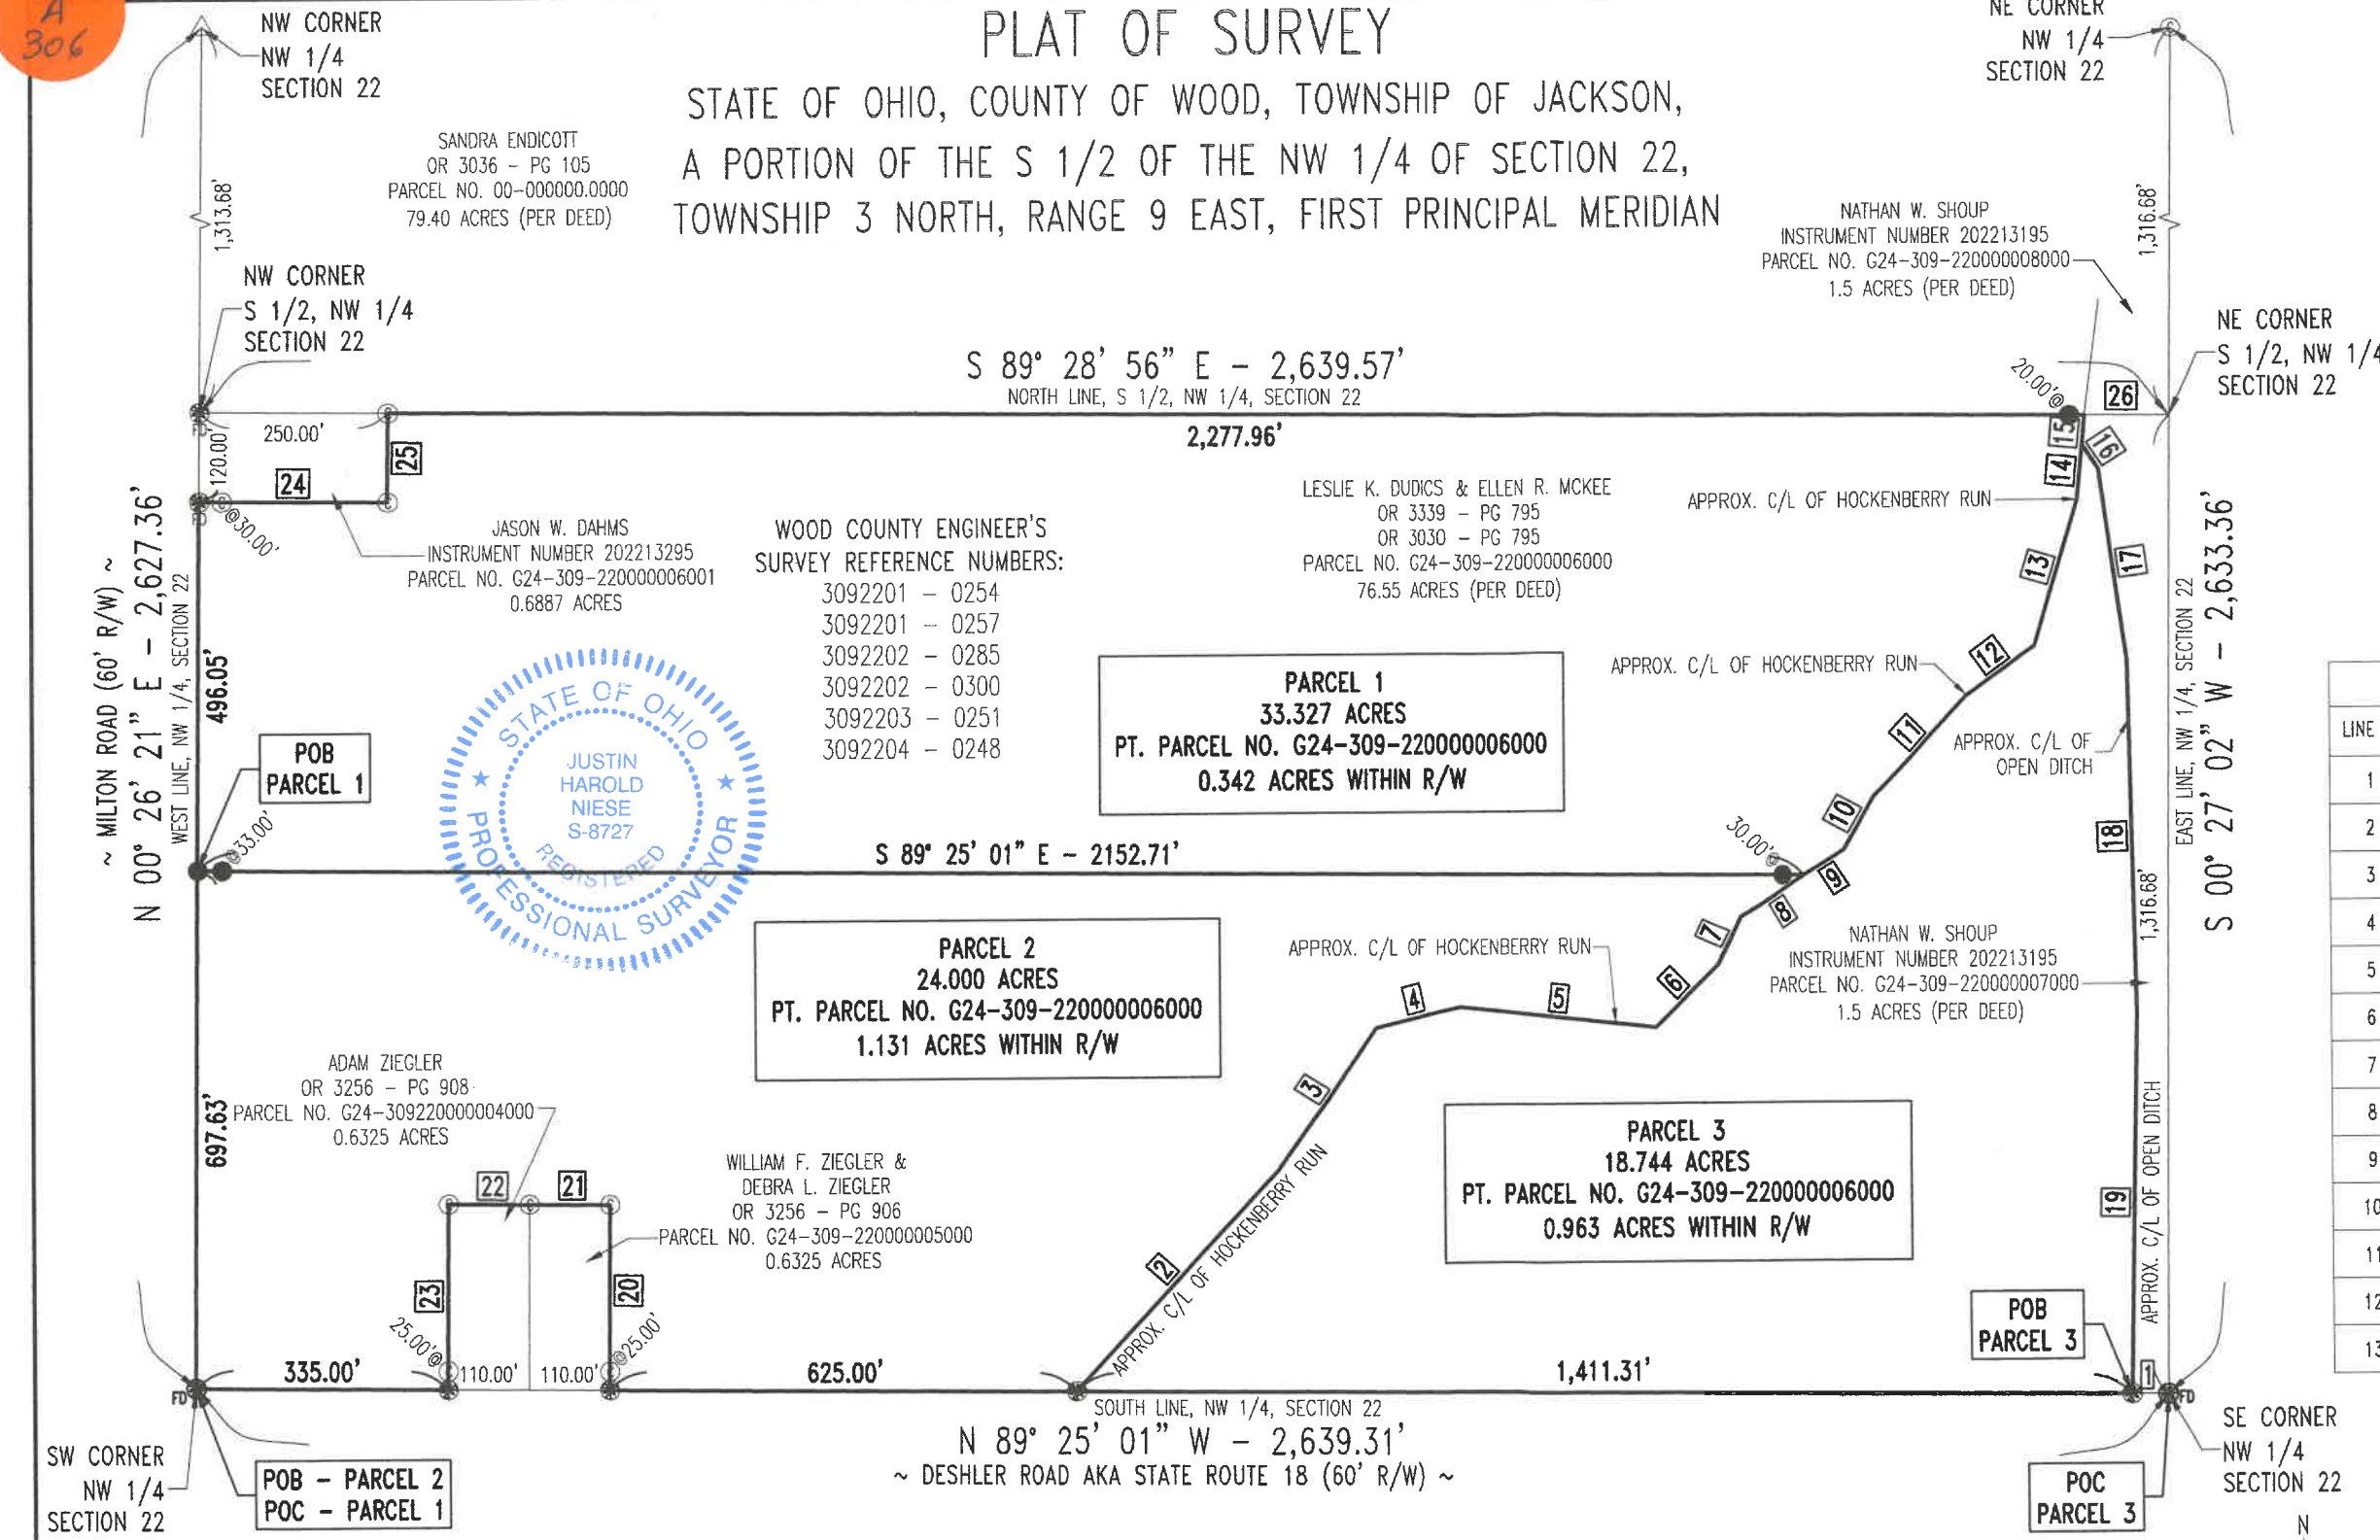 A
306
PLAT OF SURVEY
STATE OF OHIO, COUNTY OF WOOD, TOWNSHIP OF JACKSON,
A PORTION OF THE S 1/2 OF THE NW 1/4 OF SECTION 22,
TOWNSHIP 3 NORTH, RANGE 9 EAST, FIRST PRINCIPAL MERIDIAN
NW CORNER
NW 1/4
SECTION 22
NE CORNER
NW 1/4
SECTION 22
SANDRA ENDICOTT
OR 3036 - PG 105
PARCEL NO. 00-000000.0000
79.40 ACRES (PER DEED)
1,313.68'
NATHAN W. SHOUP
INSTRUMENT NUMBER 202213195
PARCEL NO. G24-309-220000008000
1.5 ACRES (PER DEED)
1,316.68'
NW CORNER
S 1/2, NW 1/4
SECTION 22
NE CORNER
S 1/2, NW 1/4
SECTION 22
S 89° 28' 56" E - 2,639.57'
NORTH LINE, S 1/2, NW 1/4, SECTION 22
2,277.96'
20.00'@
26
FD
250.00'
120.00'
25
24
FD
@30.00'
15
16
14
13
17
JASON W. DAHMS
INSTRUMENT NUMBER 202213295
PARCEL NO. G24-309-220000006001
0.6887 ACRES
WOOD COUNTY ENGINEER'S
SURVEY REFERENCE NUMBERS:
3092201 - 0254
3092201 - 0257
3092202 - 0285
3092202 - 0300
3092203 - 0251
3092204 - 0248
LESLIE K. DUDICS & ELLEN R. MCKEE
OR 3339 - PG 795
OR 3030 - PG 795
PARCEL NO. G24-309-220000006000
76.55 ACRES (PER DEED)
APPROX. C/L OF HOCKENBERRY RUN
~ MILTON ROAD (60' R/W) ~
N 00° 26' 21" E - 2,627.36'
WEST LINE, NW 1/4, SECTION 22
496.05'
STATE OF OHIO
JUSTIN
HAROLD
NIESE
S-8727
REGISTERED
PROFESSIONAL SURVEYOR
PARCEL 1
33.327 ACRES
PT. PARCEL NO. G24-309-220000006000
0.342 ACRES WITHIN R/W
APPROX. C/L OF HOCKENBERRY RUN
12
11
10
APPROX. C/L OF
OPEN DITCH
18
EAST LINE, NW 1/4, SECTION 22
S 00° 27' 02" W - 2,633.36'
1,316.68'
POB
PARCEL 1
@33.00'
S 89° 25' 01" E - 2152.71'
30.00'@
9
8
7
6
5
4
3
2
PARCEL 2
24.000 ACRES
PT. PARCEL NO. G24-309-220000006000
1.131 ACRES WITHIN R/W
APPROX. C/L OF HOCKENBERRY RUN
NATHAN W. SHOUP
INSTRUMENT NUMBER 202213195
PARCEL NO. G24-309-220000007000
1.5 ACRES (PER DEED)
ADAM ZIEGLER
OR 3256 - PG 908
PARCEL NO. G24-309220000004000
0.6325 ACRES
697.63'
WILLIAM F. ZIEGLER &
DEBRA L. ZIEGLER
OR 3256 - PG 906
PARCEL NO. G24-309-220000005000
0.6325 ACRES
22
21
23
20
25.00'@
@25.00'
PARCEL 3
18.744 ACRES
PT. PARCEL NO. G24-309-220000006000
0.963 ACRES WITHIN R/W
APPROX. C/L OF HOCKENBERRY RUN
19
APPROX. C/L OF OPEN DITCH
POB
PARCEL 3
335.00'
110.00'
110.00'
625.00'
1,411.31'
1
FD
FD
SOUTH LINE, NW 1/4, SECTION 22
N 89° 25' 01" W - 2,639.31'
~ DESHLER ROAD AKA STATE ROUTE 18 (60' R/W) ~
SW CORNER
NW 1/4
SECTION 22
POB - PARCEL 2
POC - PARCEL 1
POC
PARCEL 3
SE CORNER
NW 1/4
SECTION 22
N
LINE
1
2
3
4
5
6
7
8
9
10
11
12
13